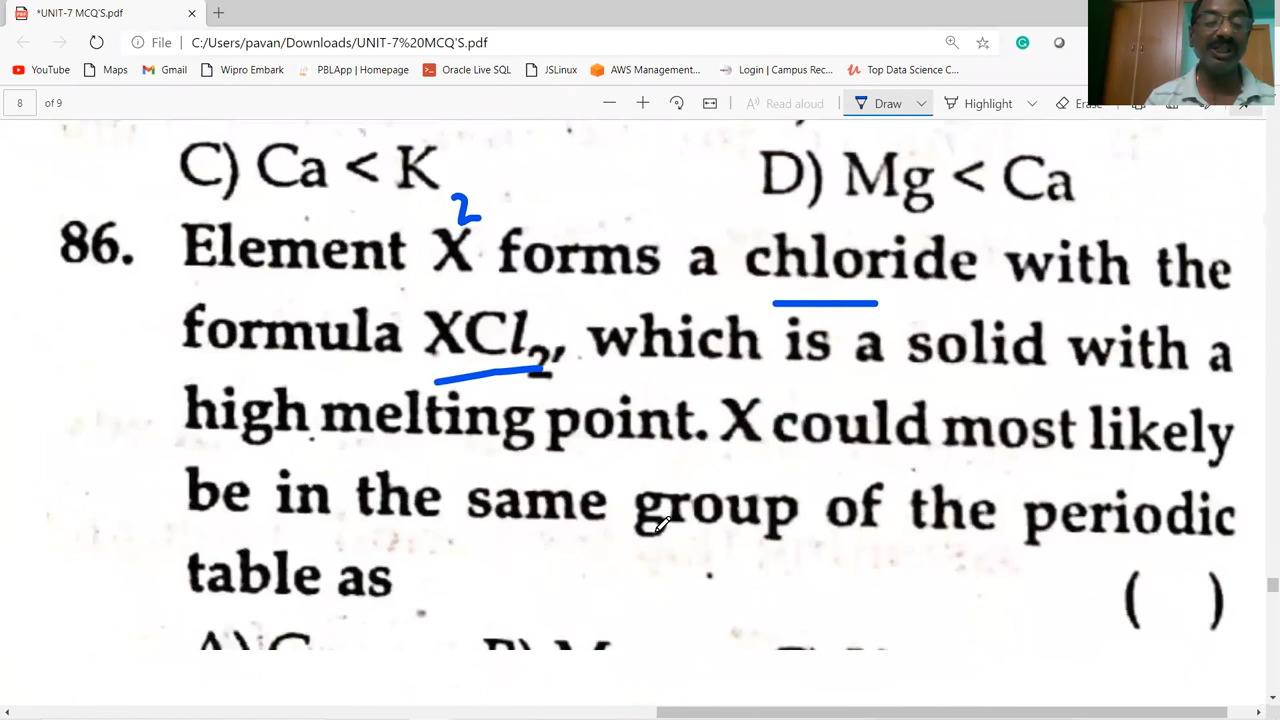 *UNIT-7 MCQ'S.pdf
File C:/Users/pavan/Downloads/UNIT-7%20MCQ'S.pdf
YouTube Maps Gmail Wipro Embark PBLApp | Homepage Oracle Live SQL JSLinux AWS Management... Login | Campus Rec... Top Data Science C...
8 of 9 Read aloud Draw Highlight Erase
C) Ca < K D) Mg < Ca
2
86. Element X forms a chloride with the
formula XCl2, which is a solid with a
high melting point. X could most likely
be in the same group of the periodic
table as ( )